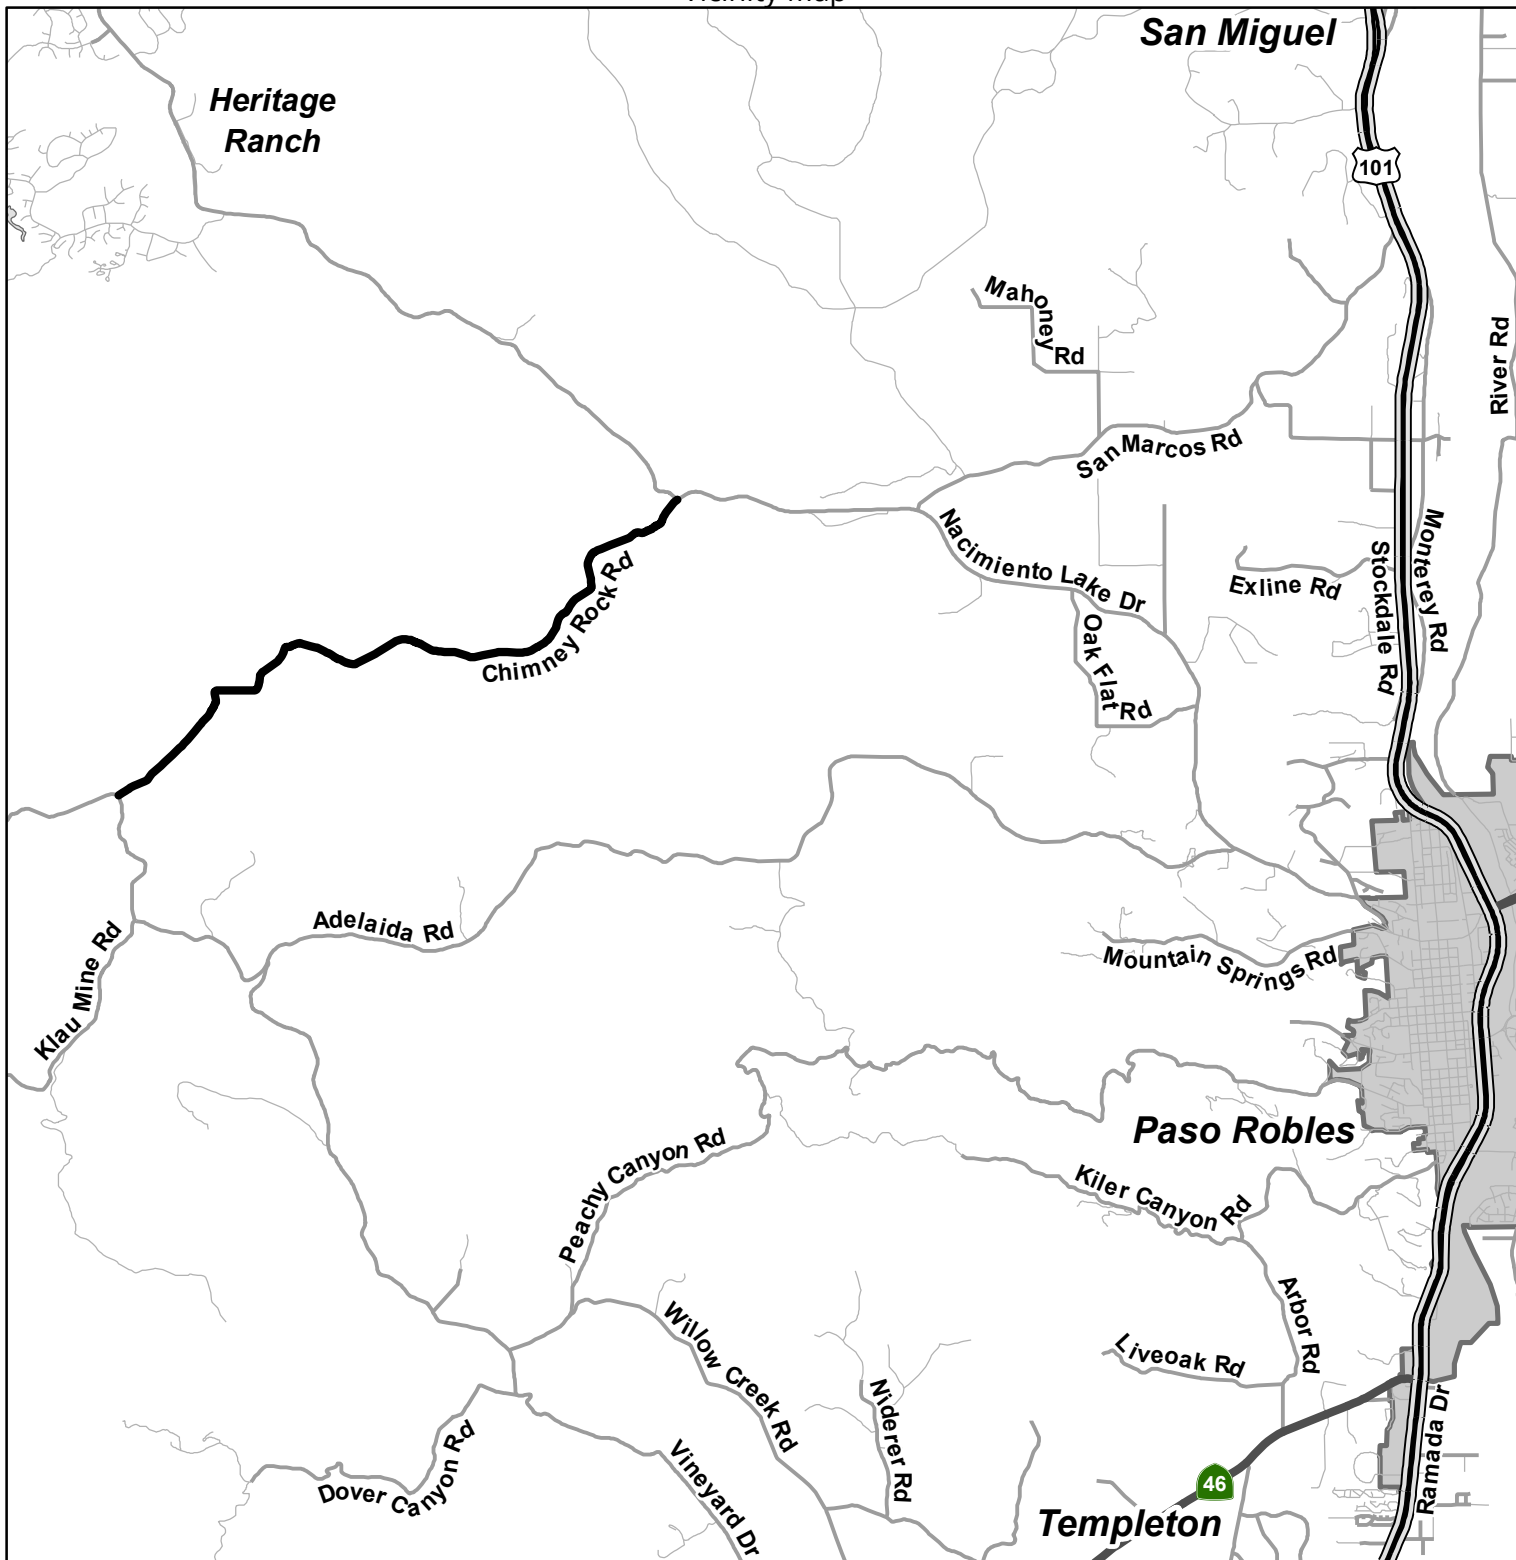 Vicinity Map
San Miguel
Heritage
Ranch
101
Mahoney Rd
River Rd
San Marcos Rd
Nacimiento Lake Dr
Monterey Rd
Stockdale Rd
Exline Rd
Chimney Rock Rd
Oak Flat Rd
Adelaida Rd
Klau Mine Rd
Mountain Springs Rd
Paso Robles
Peachy Canyon Rd
Kiler Canyon Rd
Arbor Rd
Willow Creek Rd
Liveoak Rd
Niderer Rd
Ramada Dr
Dover Canyon Rd
Vineyard Dr
46
Templeton